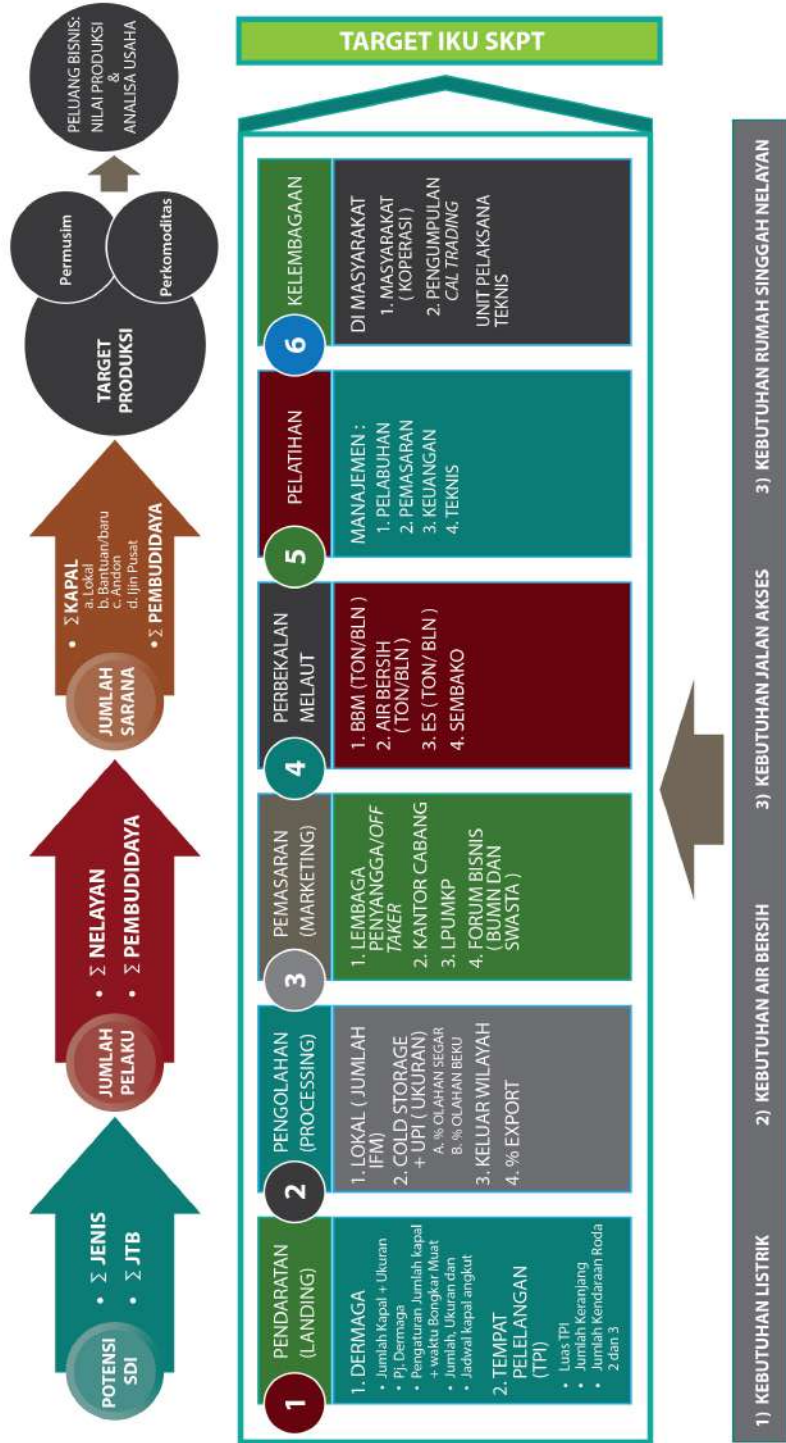 POTENSI
SDI
• ∑ JENIS
• ∑ JTB
JUMLAH
PELAKU
• ∑ NELAYAN
• ∑ PEMBUDIDAYA
JUMLAH
SARANA
• ∑KAPAL
a. Lokal
b. Bantuan/baru
c. Andon
d. Ijin Pusat
• ∑ PEMBUDIDAYA
TARGET
PRODUKSI
Permusim
Perkomoditas
PELUANG BISNIS:
NILAI PRODUKSI
&
ANALISA USAHA
1
PENDARATAN
(LANDING)
1. DERMAGA
• Jumlah Kapal + Ukuran
• Pj. Dermaga
• Pengaturan Jumlah kapal
+ waktu Bongkar Muat
• Jumlah, Ukuran dan
• Jadwal kapal angkut
2. TEMPAT
PELELANGAN
(TPI)
• Luas TPI
• Jumlah Keranjang
• Jumlah Kendaraan Roda
2 dan 3
2
PENGOLAHAN
(PROCESSING)
1. LOKAL ( JUMLAH
IFM)
2. COLD STORAGE
+ UPI ( UKURAN)
A. % OLAHAN SEGAR
B. % OLAHAN BEKU
3. KELUAR WILAYAH
4. % EXPORT
3
PEMASARAN
(MARKETING)
1. LEMBAGA
PENYANGGA/OFF
TAKER
2. KANTOR CABANG
3. LPUMKP
4. FORUM BISNIS
( BUMN DAN
SWASTA )
4
PERBEKALAN
MELAUT
1. BBM (TON/BLN)
2. AIR BERSIH
( TON/BLN)
3. ES ( TON/ BLN)
4. SEMBAKO
5
PELATIHAN
MANAJEMEN :
1. PELABUHAN
2. PEMASARAN
3. KEUANGAN
4. TEKNIS
6
KELEMBAGAAN
DI MASYARAKAT
1. MASYARAKAT
( KOPERASI )
2. PENGUMPULAN
CAL TRADING
UNIT PELAKSANA
TEKNIS
TARGET IKU SKPT
1) KEBUTUHAN LISTRIK
2) KEBUTUHAN AIR BERSIH
3) KEBUTUHAN JALAN AKSES
3) KEBUTUHAN RUMAH SINGGAH NELAYAN